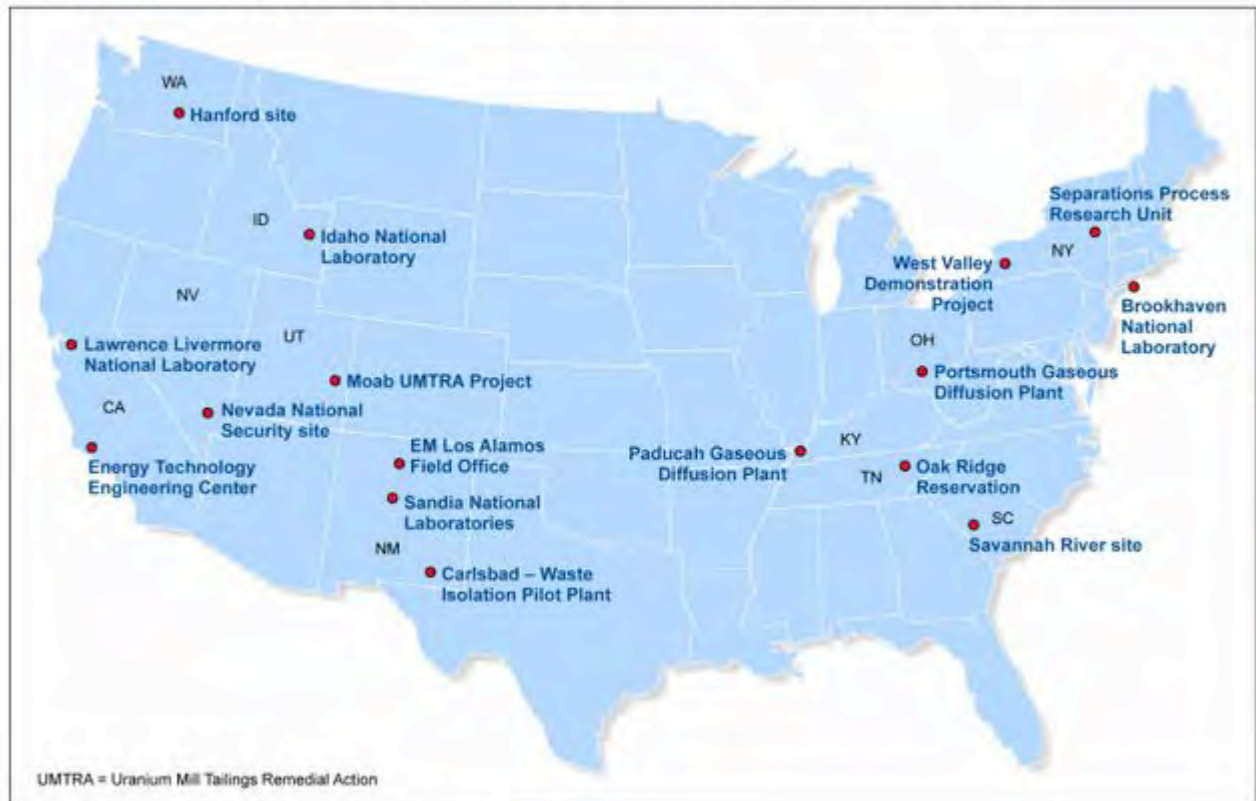 WA
Hanford site
ID
Idaho National
Laboratory
NV
UT
Lawrence Livermore
National Laboratory
Moab UMTRA Project
CA
Nevada National
Security site
Energy Technology
Engineering Center
EM Los Alamos
Field Office
Sandia National
Laboratories
NM
Carlsbad – Waste
Isolation Pilot Plant
Separations Process
Research Unit
NY
West Valley
Demonstration
Project
Brookhaven
National
Laboratory
OH
Portsmouth Gaseous
Diffusion Plant
KY
Paducah Gaseous
Diffusion Plant
TN
Oak Ridge
Reservation
SC
Savannah River site
UMTRA = Uranium Mill Tailings Remedial Action